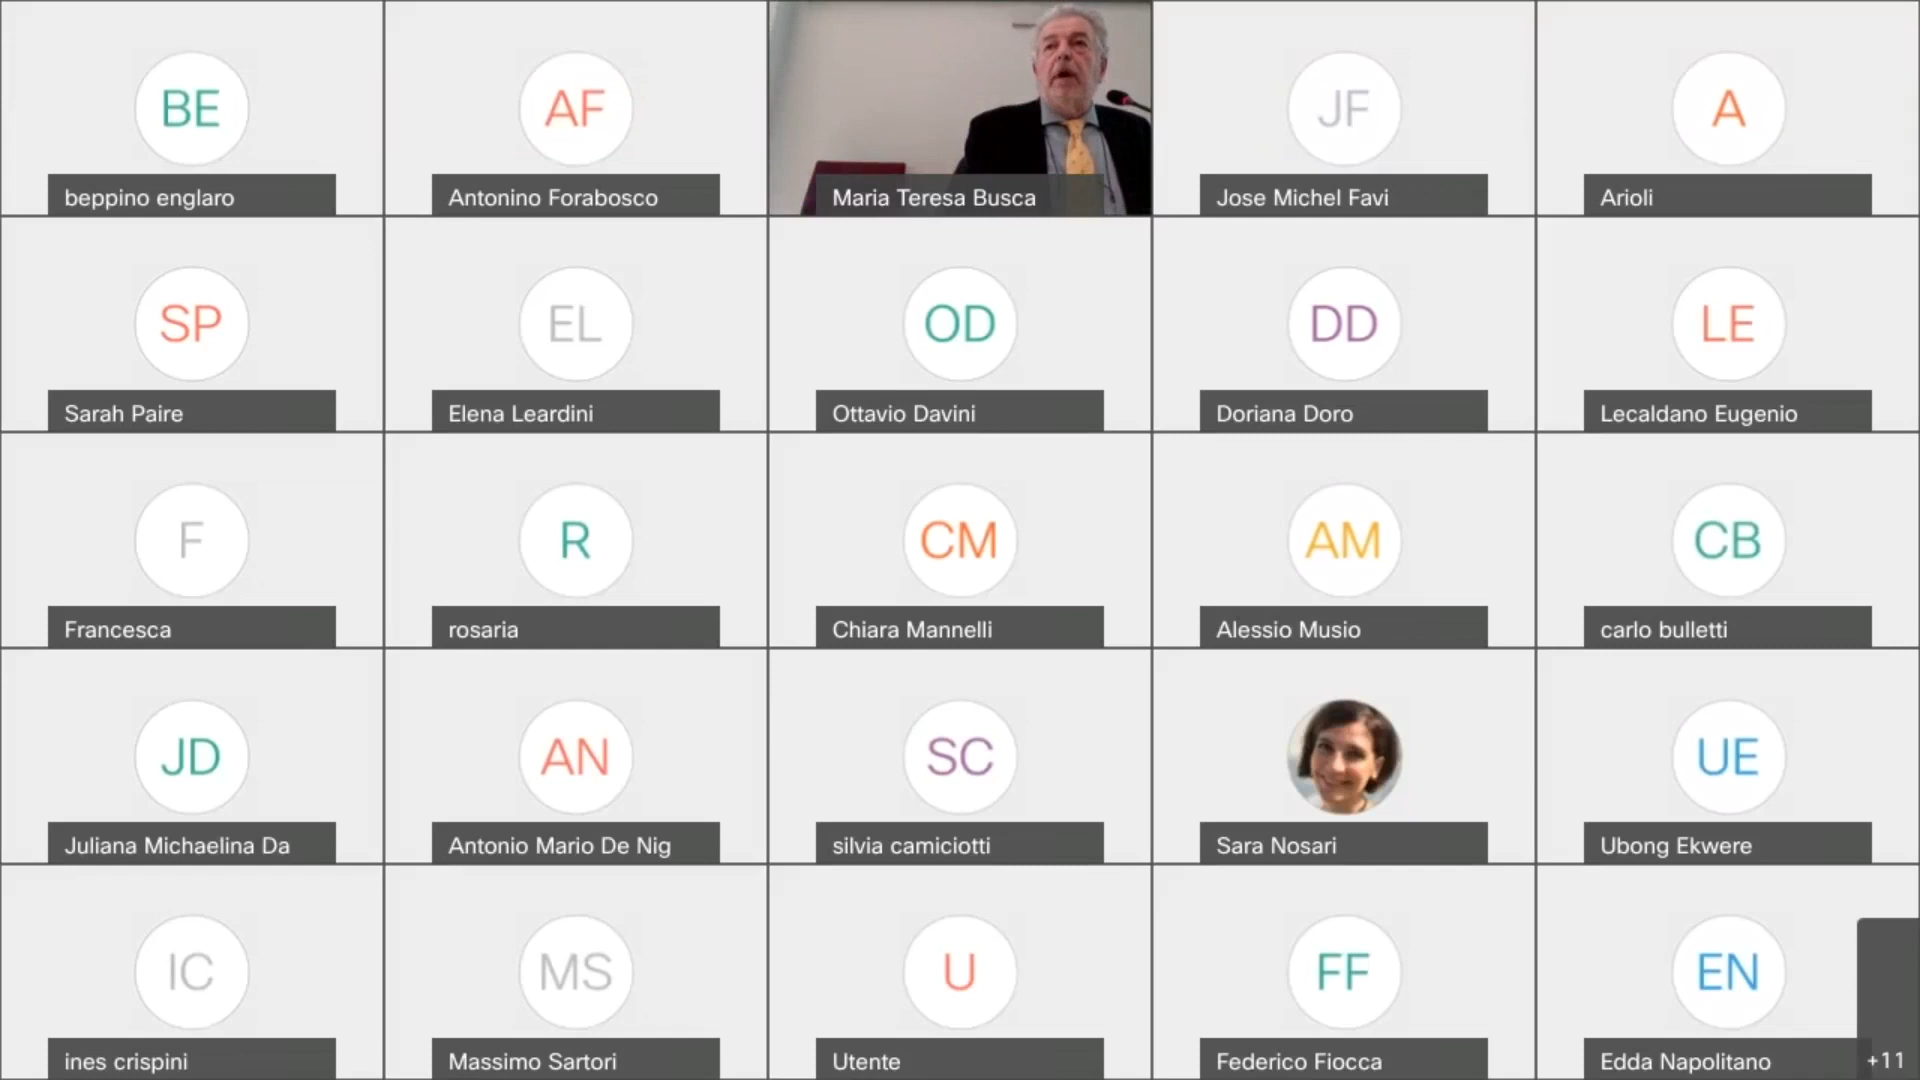 BE
AF
JF
A
beppino englaro
Antonino Forabosco
Maria Teresa Busca
Jose Michel Favi
Arioli
SP
EL
OD
DD
LE
Sarah Paire
Elena Leardini
Ottavio Davini
Doriana Doro
Lecaldano Eugenio
F
R
CM
AM
CB
Francesca
rosaria
Chiara Mannelli
Alessio Musio
carlo bulletti
JD
AN
SC
UE
Juliana Michaelina Da
Antonio Mario De Nig
silvia camiciotti
Sara Nosari
Ubong Ekwere
IC
MS
U
FF
EN
ines crispini
Massimo Sartori
Utente
Federico Fiocca
Edda Napolitano
+11